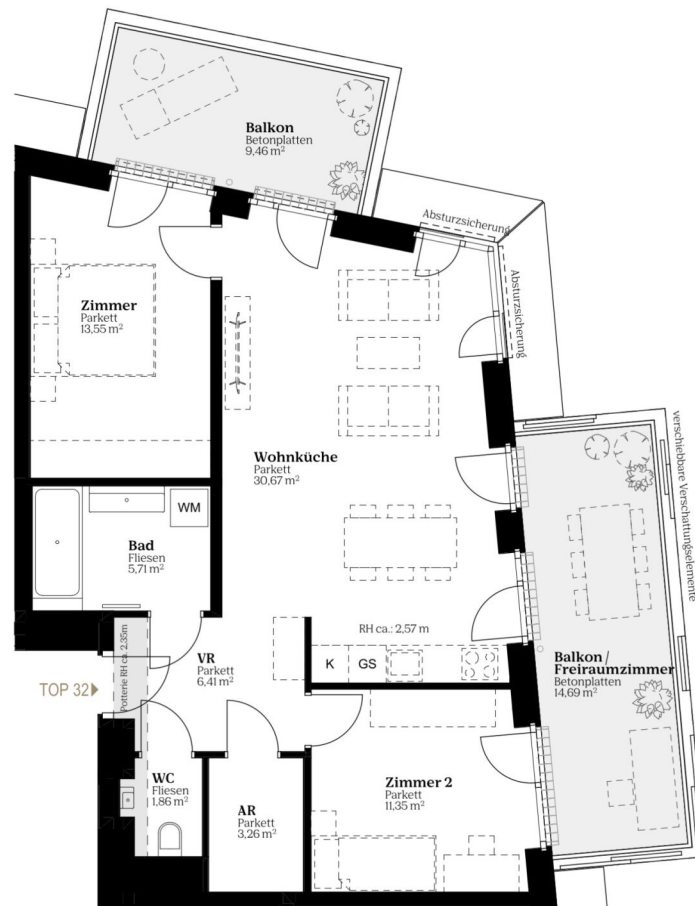 Balkon
Betonplatten
9,46 m²
Absturzsicherung
Absturzsicherung
Zimmer
Parkett
13,55 m²
verschiebbare Verschattungselemente
Wohnküche
Parkett
30,67 m²
WM
Bad
Fliesen
5,71 m²
RH ca.: 2,57 m
Potterie RH ca. 2.35m
VR
Parkett
6,41 m²
K
GS
Balkon/
Freiraumzimmer
Betonplatten
14,69 m²
TOP 32
WC
Fliesen
1,86 m²
AR
Parkett
3,26 m²
Zimmer 2
Parkett
11,35 m²